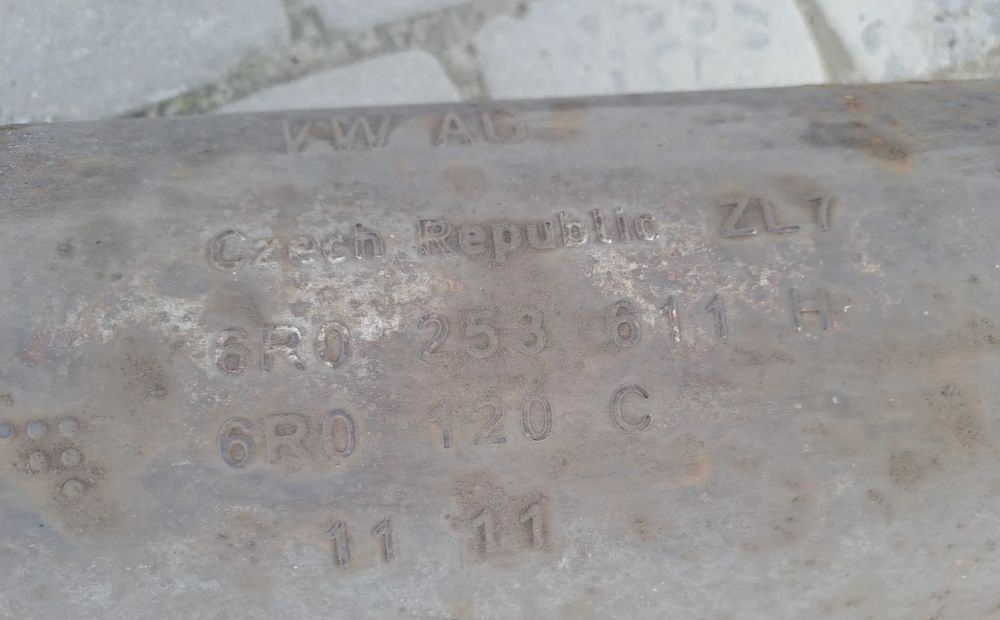 VW AG
Czech Republic ZL1
6R0 253 611 H
6R0 120 C
11 11